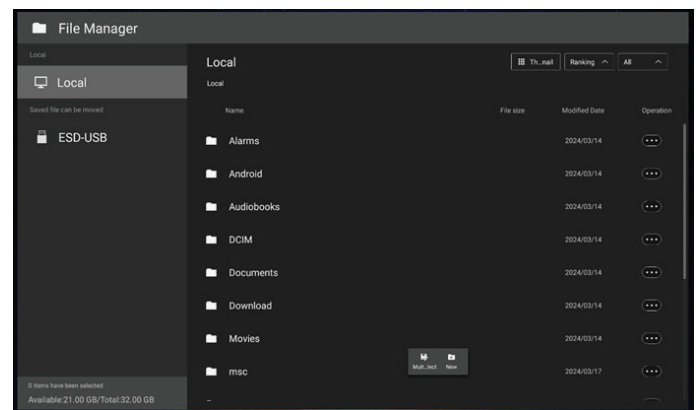 File Manager
Local
Local
Saved file can be moved
ESD-USB
0 items have been selected
Available:21.00 GB/Total:32.00 GB
Local
Th...nail Ranking All
Local
Name File size Modified Date Operation
Alarms 2024/03/14
Android 2024/03/14
Audiobooks 2024/03/14
DCIM 2024/03/14
Documents 2024/03/14
Download 2024/03/14
Movies 2024/03/14
Mult...lect New
msc 2024/03/17